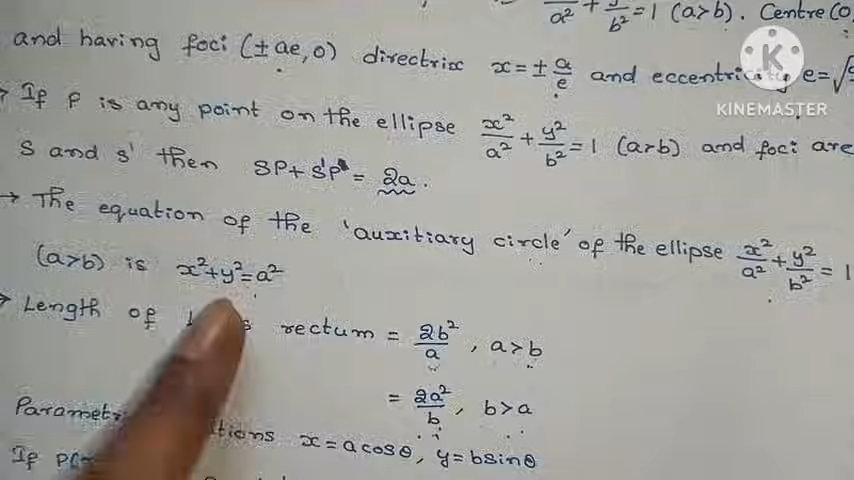 x²/a² + y²/b² = 1 (a>b). Centre (0,
and having foci (±ae, 0) directrix x = ± a/e and eccentricity e = √
K
KINEMASTER
→ If P is any point on the ellipse x²/a² + y²/b² = 1 (a>b) and foci are
S and S' then SP + S'P = 2a.
→ The equation of the 'auxitiary circle' of the ellipse x²/a² + y²/b² = 1
(a>b) is x² + y² = a²
→ Length of rectum = 2b²/a , a>b
= 2a²/b , b>a
x = a cosθ, y = b sinθ
If